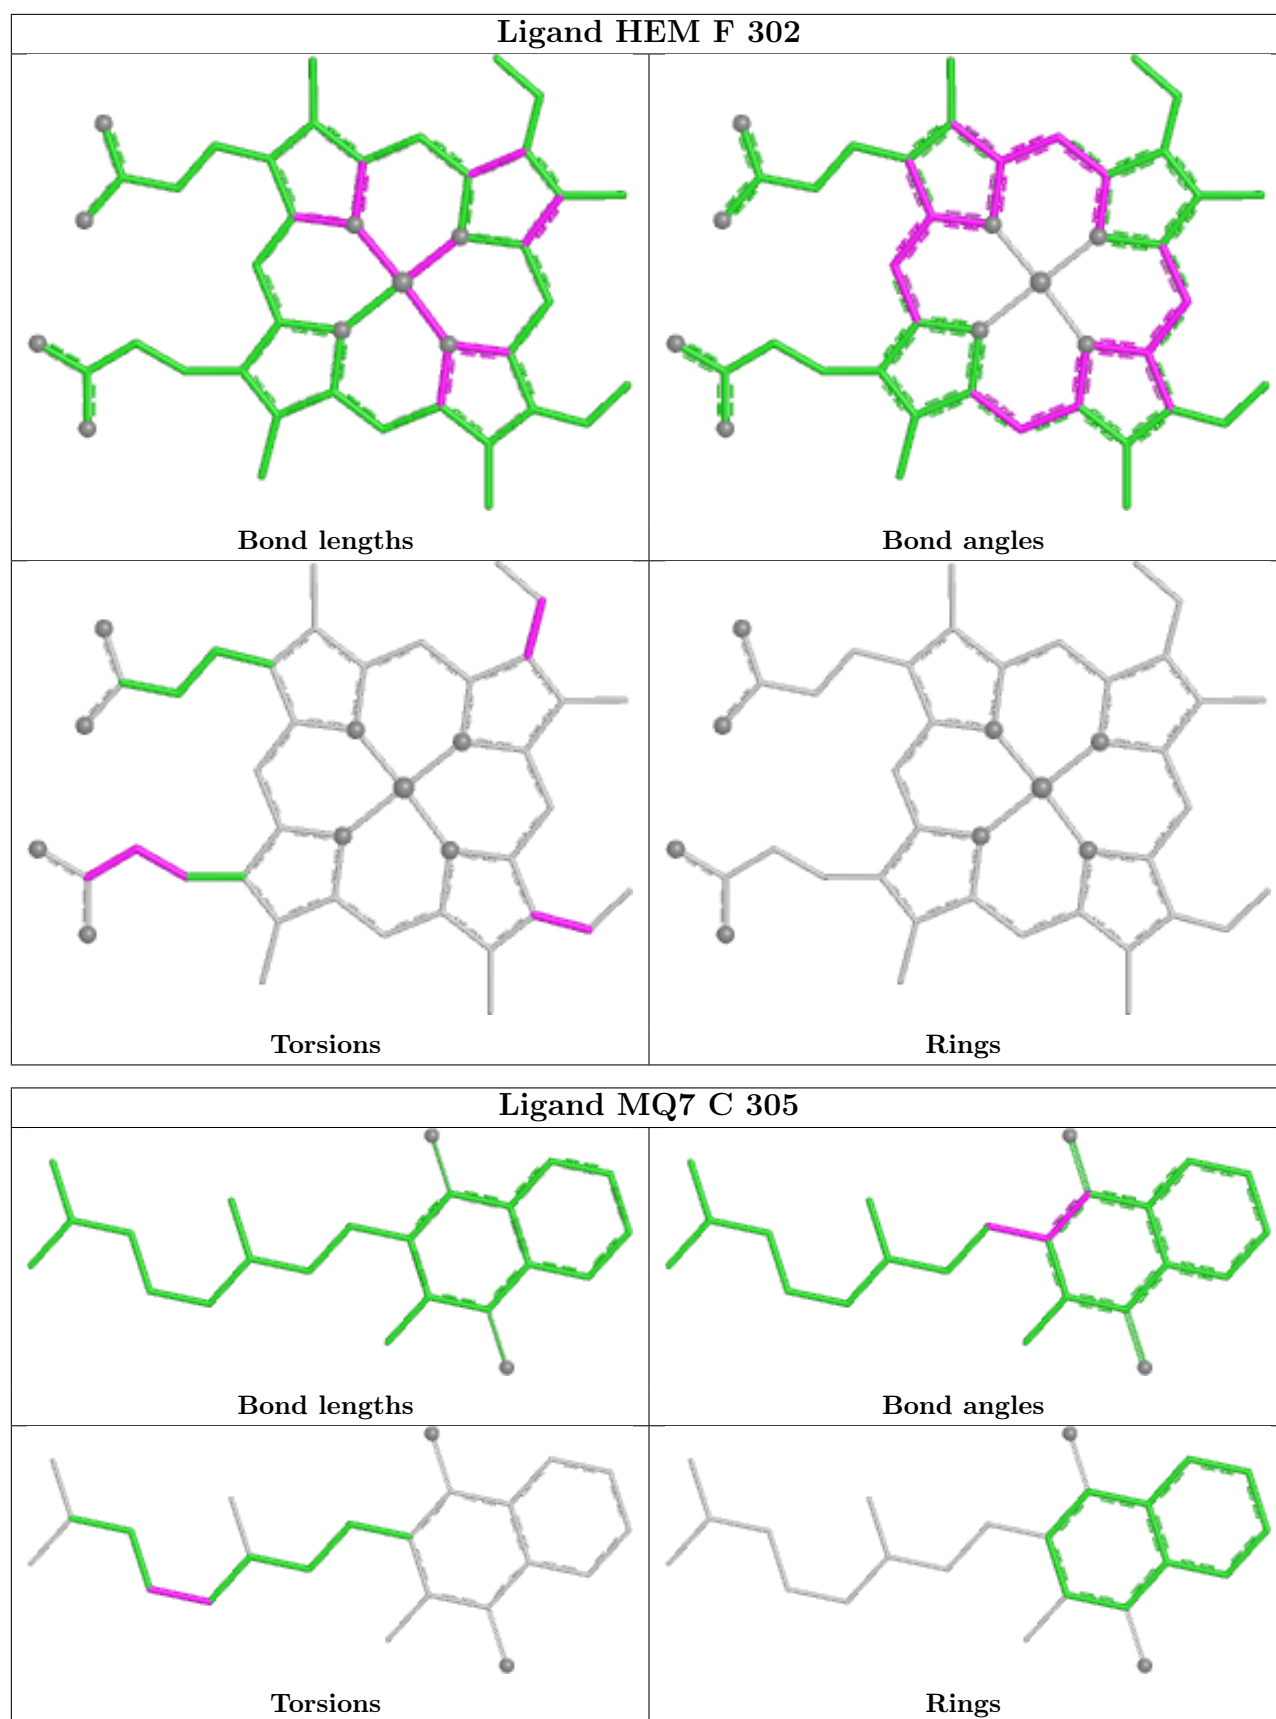 Ligand HEM F 302
Bond lengths
Bond angles
Torsions
Rings
Ligand MQ7 C 305
Bond lengths
Bond angles
Torsions
Rings